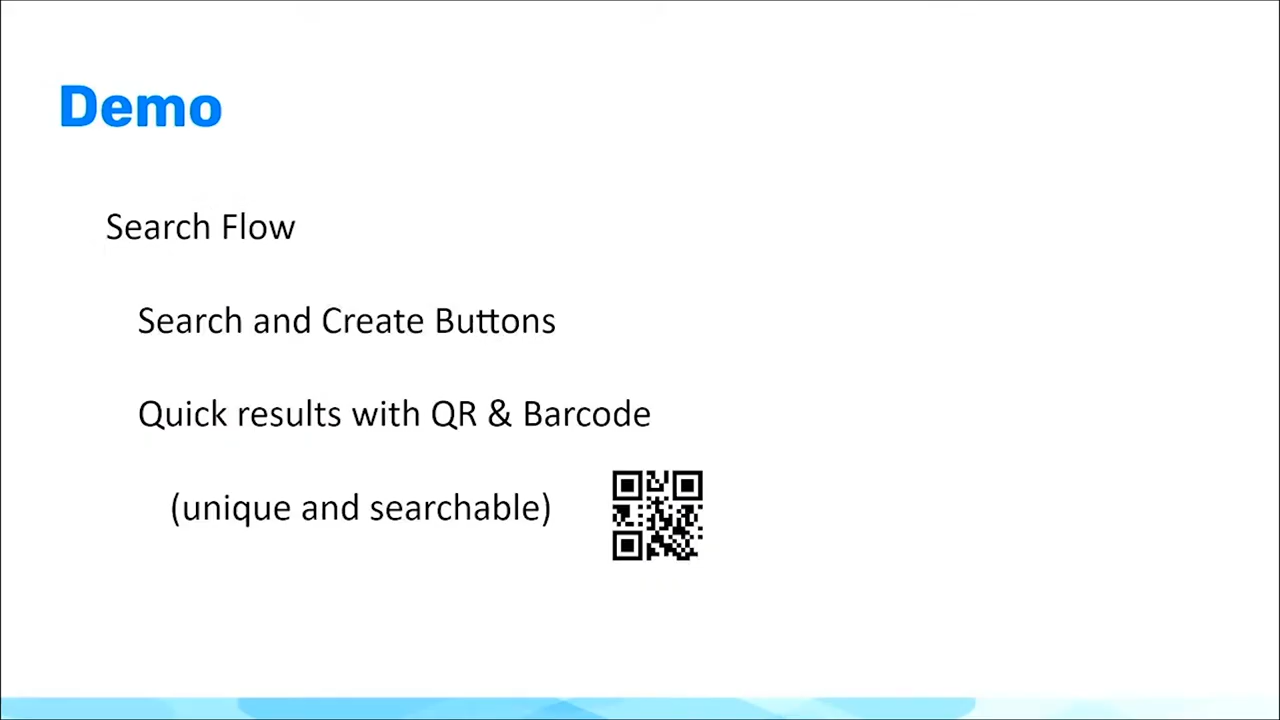 Demo
Search Flow
Search and Create Buttons
Quick results with QR & Barcode
(unique and searchable)